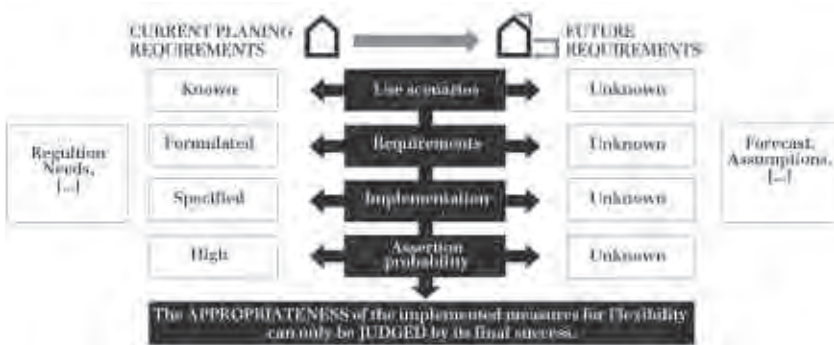 CURRENT PLANING
REQUIREMENTS
FUTURE
REQUIREMENTS
Known
Use scenarios
Unknown
Regultion
Needs,
[...]
Formulated
Requirements
Unknown
Forecast,
Assumptions,
[...]
Specified
Implementation
Unknown
High
Assertion
probability
Unknown
The APPROPRIATENESS of the implemented measures for Flexibility
can only be JUDGED by its final success.